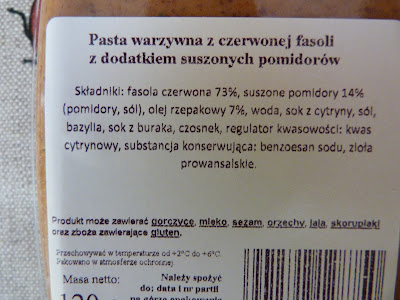 Pasta warzywna z czerwonej fasoli
z dodatkiem suszonych pomidorów
Składniki: fasola czerwona 73%, suszone pomidory 14%
(pomidory, sól), olej rzepakowy 7%, woda, sok z cytryny, sól,
bazylia, sok z buraka, czosnek, regulator kwasowości: kwas
cytrynowy, substancja konserwująca: benzoesan sodu, zioła
prowansalskie.
Produkt może zawierać gorczycę, mleko, sezam, orzechy, jaja, skorupiaki
oraz zboża zawierające gluten.
Przechowywać w temperaturze od +2°C do +6°C.
Pakowano w atmosferze ochronnej.
Masa netto:
Należy spożyć
do; data i nr partii